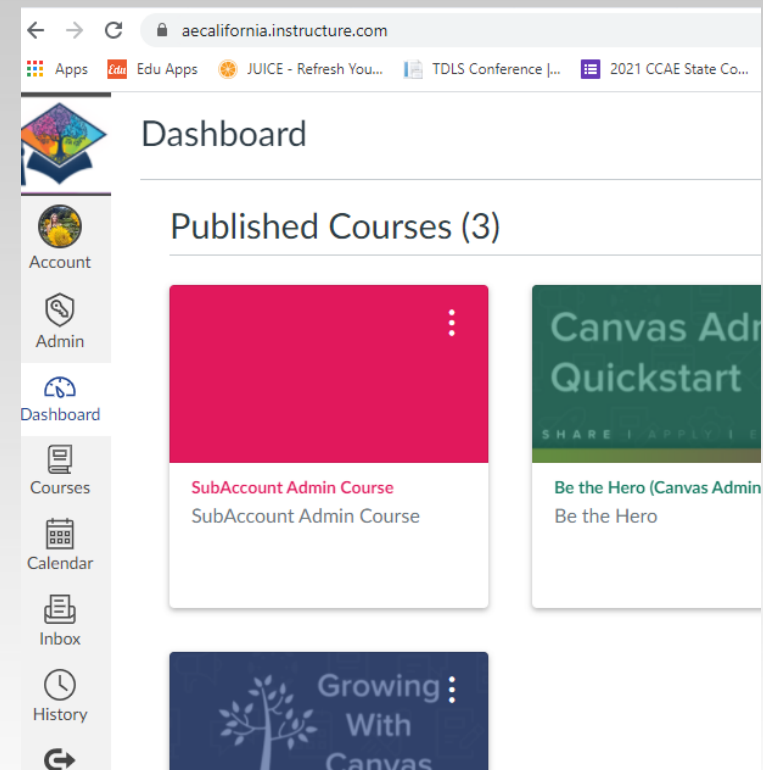 aecalifornia.instructure.com
Apps Edu Edu Apps JUICE - Refresh You... TDLS Conference |... 2021 CCAE State Co...
Dashboard
Published Courses (3)
Account
Admin
Dashboard
Courses
Calendar
Inbox
History
SubAccount Admin Course
SubAccount Admin Course
Canvas
Quickstart
SHARE | APPLY |
Be the Hero (Canvas Admin
Be the Hero
Growing
With
Canvas